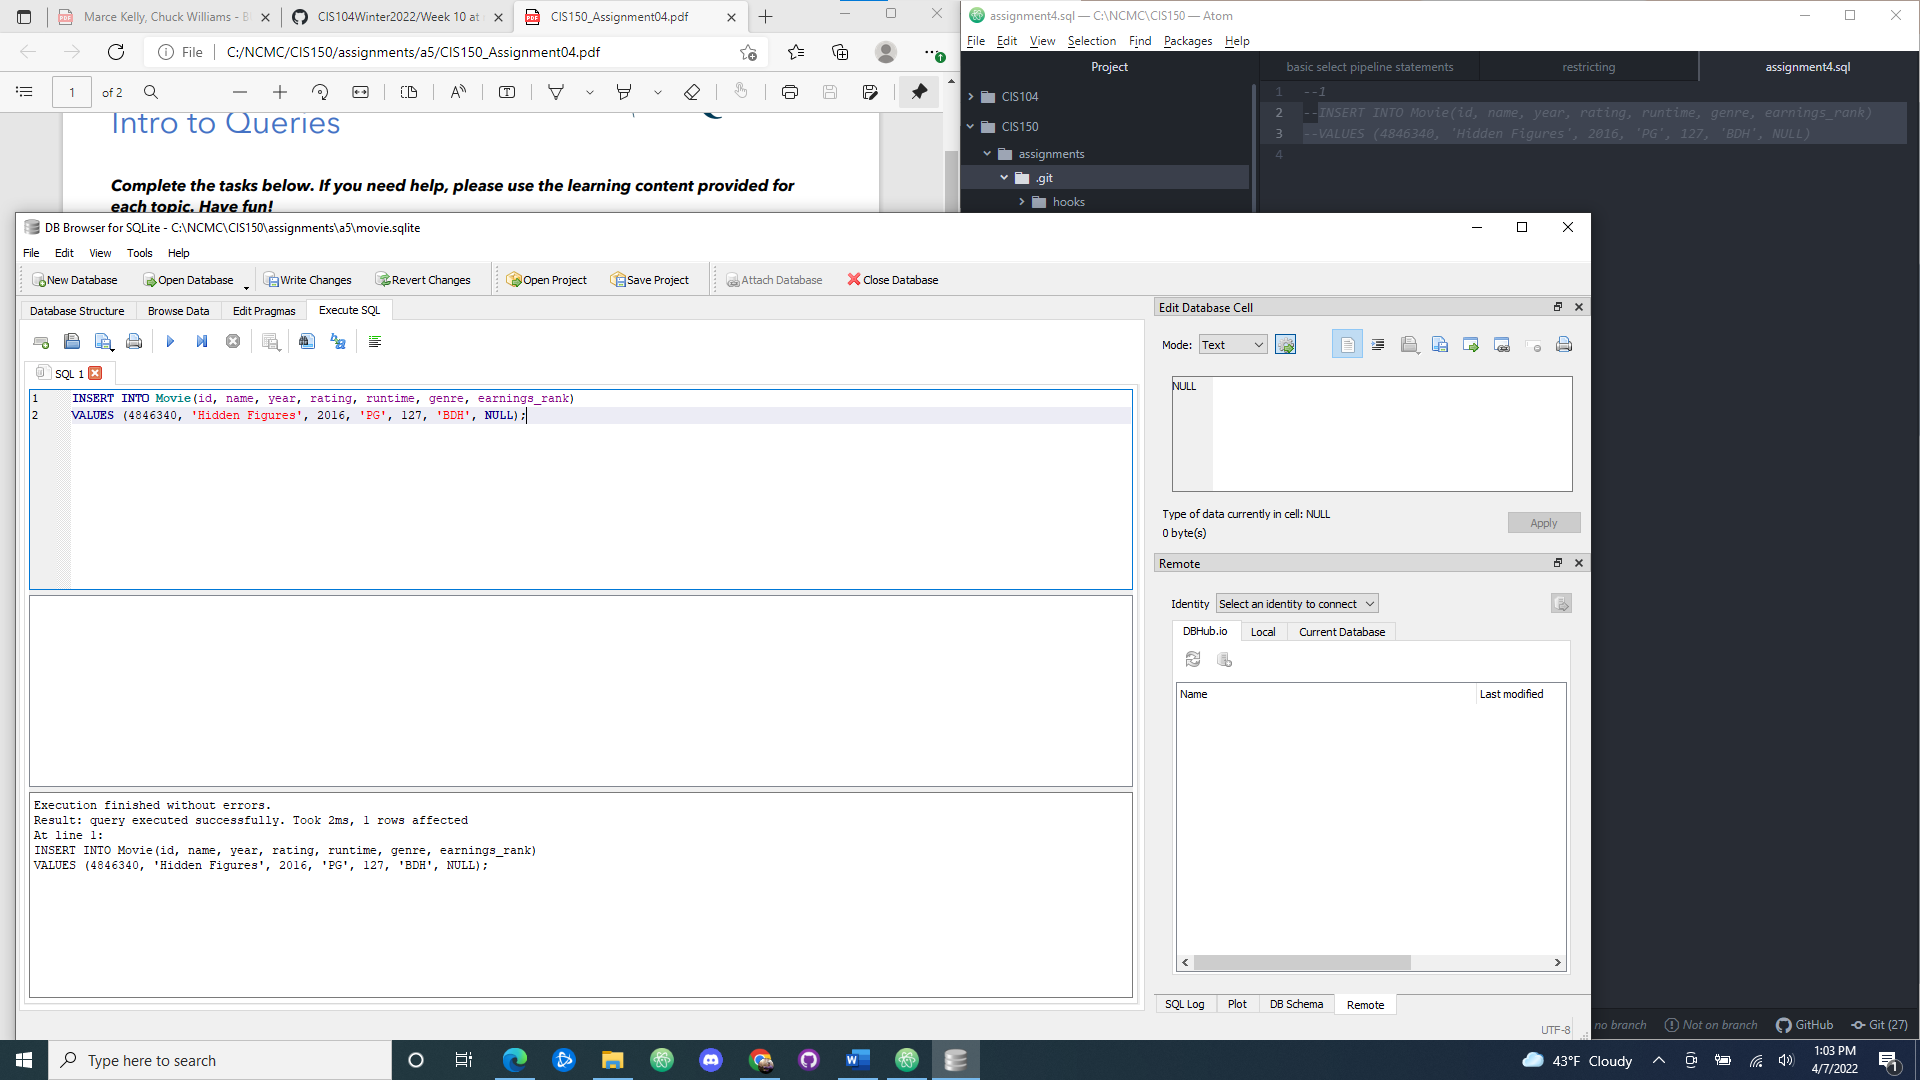 Marce Kelly, Chuck Williams - B
CIS104Winter2022/Week 10 at
CIS150_Assignment04.pdf
File
C:/NCMC/CIS150/assignments/a5/CIS150_Assignment04.pdf
1
of 2
Intro to Queries
Complete the tasks below. If you need help, please use the learning content provided for
each topic. Have fun!
assignment4.sql — C:\NCMC\CIS150 — Atom
File Edit View Selection Find Packages Help
Project
basic select pipeline statements
restricting
assignment4.sql
CIS104
CIS150
assignments
.git
hooks
1 --1
2 --INSERT INTO Movie(id, name, year, rating, runtime, genre, earnings_rank)
3 --VALUES (4846340, 'Hidden Figures', 2016, 'PG', 127, 'BDH', NULL)
4
DB Browser for SQLite - C:\NCMC\CIS150\assignments\a5\movie.sqlite
File Edit View Tools Help
New Database Open Database Write Changes Revert Changes Open Project Save Project Attach Database Close Database
Database Structure Browse Data Edit Pragmas Execute SQL
SQL 1
1 INSERT INTO Movie(id, name, year, rating, runtime, genre, earnings_rank)
2 VALUES (4846340, 'Hidden Figures', 2016, 'PG', 127, 'BDH', NULL);
Execution finished without errors.
Result: query executed successfully. Took 2ms, 1 rows affected
At line 1:
INSERT INTO Movie(id, name, year, rating, runtime, genre, earnings_rank)
VALUES (4846340, 'Hidden Figures', 2016, 'PG', 127, 'BDH', NULL);
Edit Database Cell
Mode: Text
NULL
Type of data currently in cell: NULL
0 byte(s)
Apply
Remote
Identity Select an identity to connect
DBHub.io Local Current Database
Name Last modified
SQL Log Plot DB Schema Remote
UTF-8
no branch Not on branch GitHub Git (27)
Type here to search
43°F Cloudy
1:03 PM
4/7/2022
1